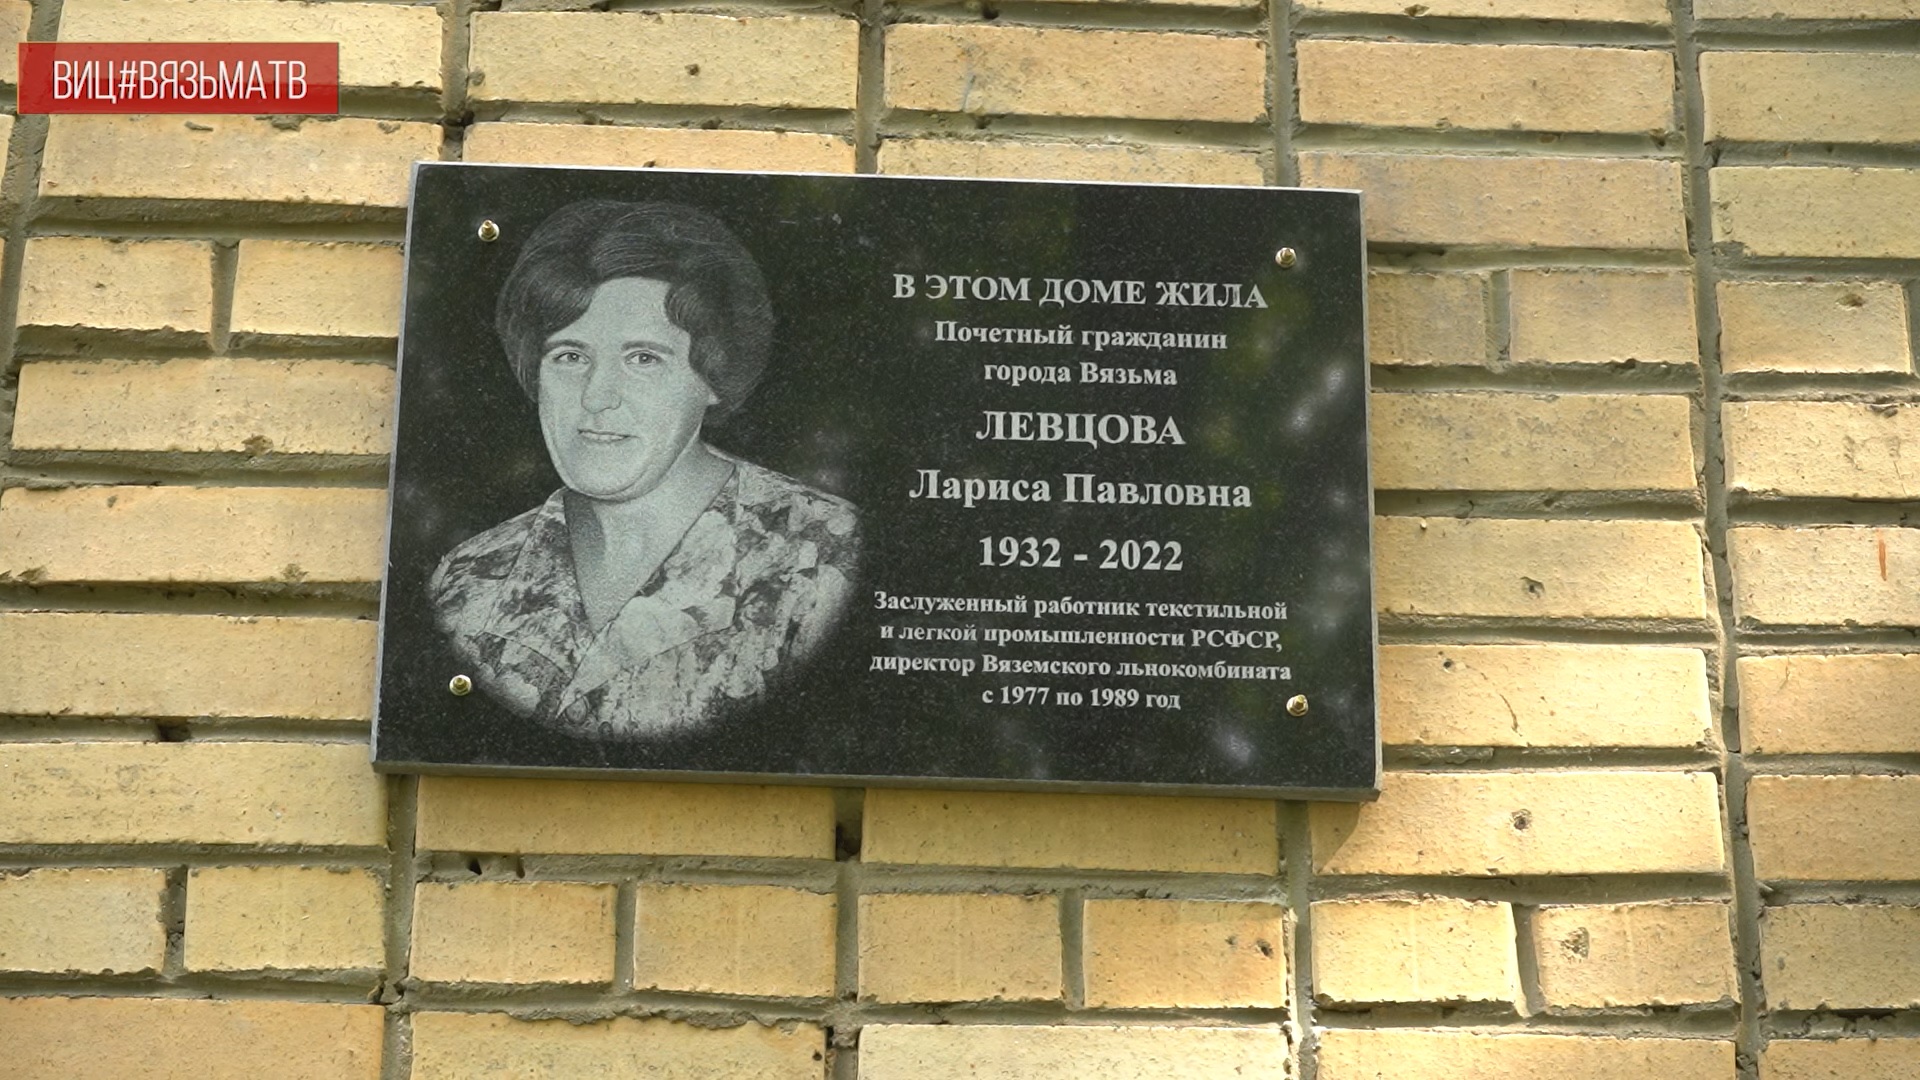 ВИЦ#ВЯЗЬМАТВ
В ЭТОМ ДОМЕ ЖИЛА
Почетный гражданин
города Вязьма
ЛЕВЦОВА
Лариса Павловна
1932 - 2022
Заслуженный работник текстильной
и легкой промышленности РСФСР,
директор Вяземского льнокомбината
с 1977 по 1989 год